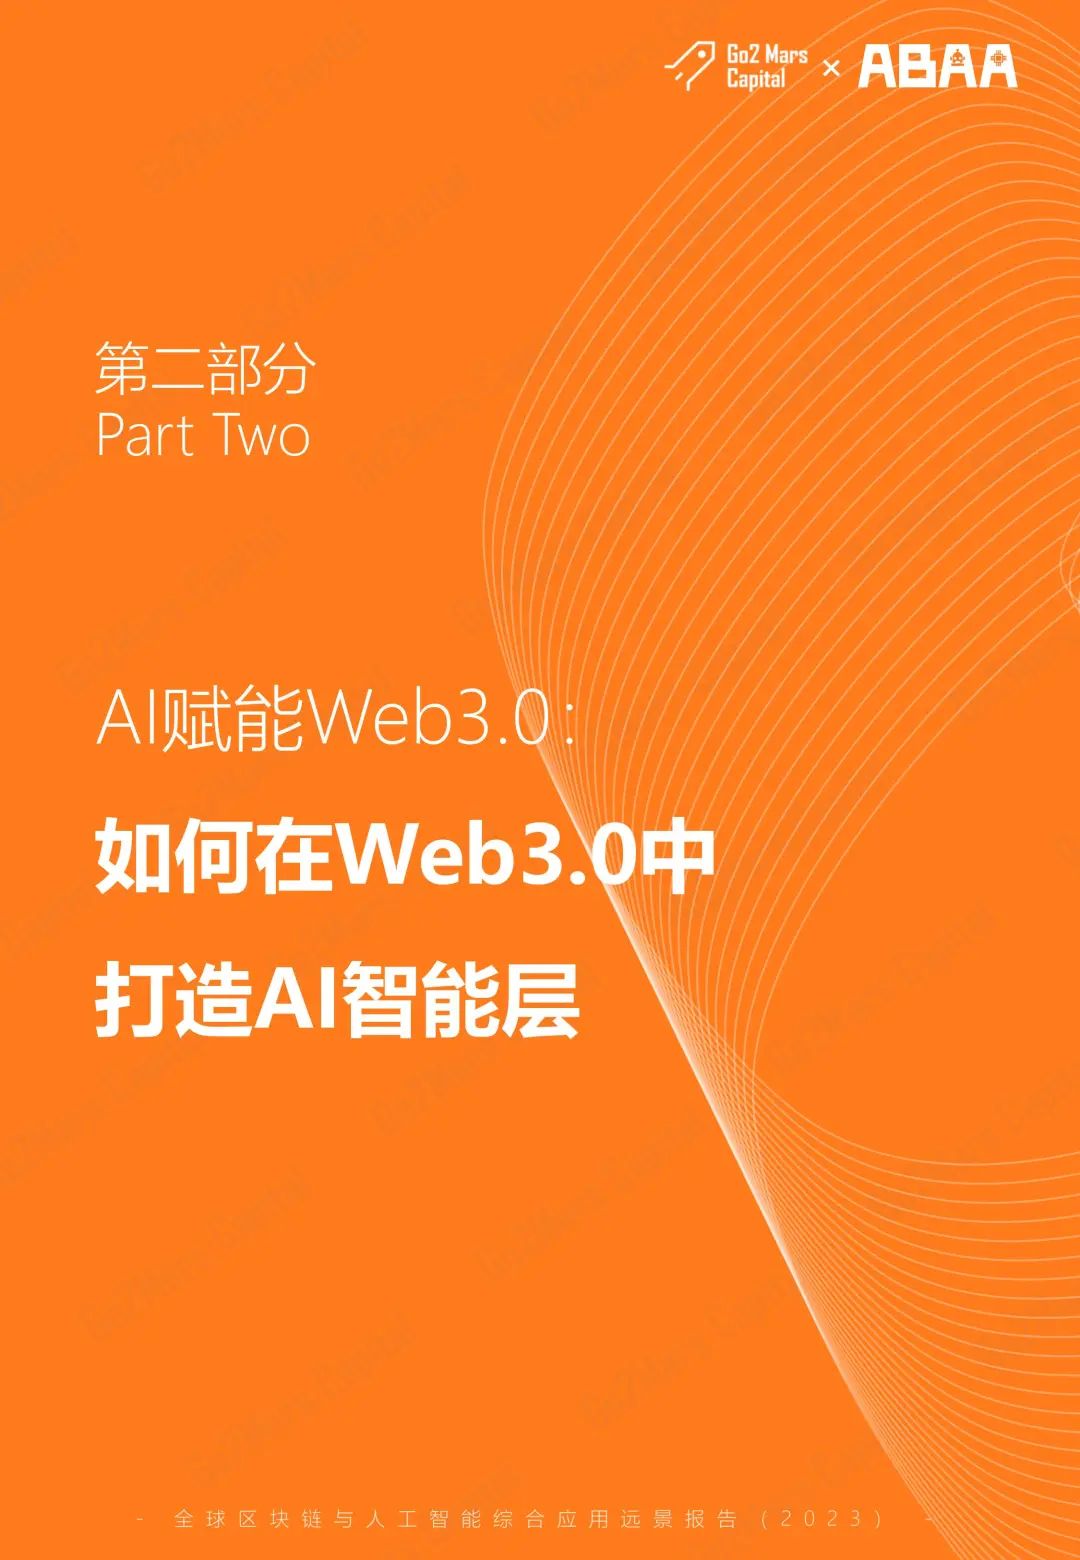 Go2 Mars
Capital
×
ABAA
第二部分
Part Two
AI赋能Web3.0：
如何在Web3.0中
打造AI智能层
- 全球区块链与人工智能综合应用远景报告（2023） -